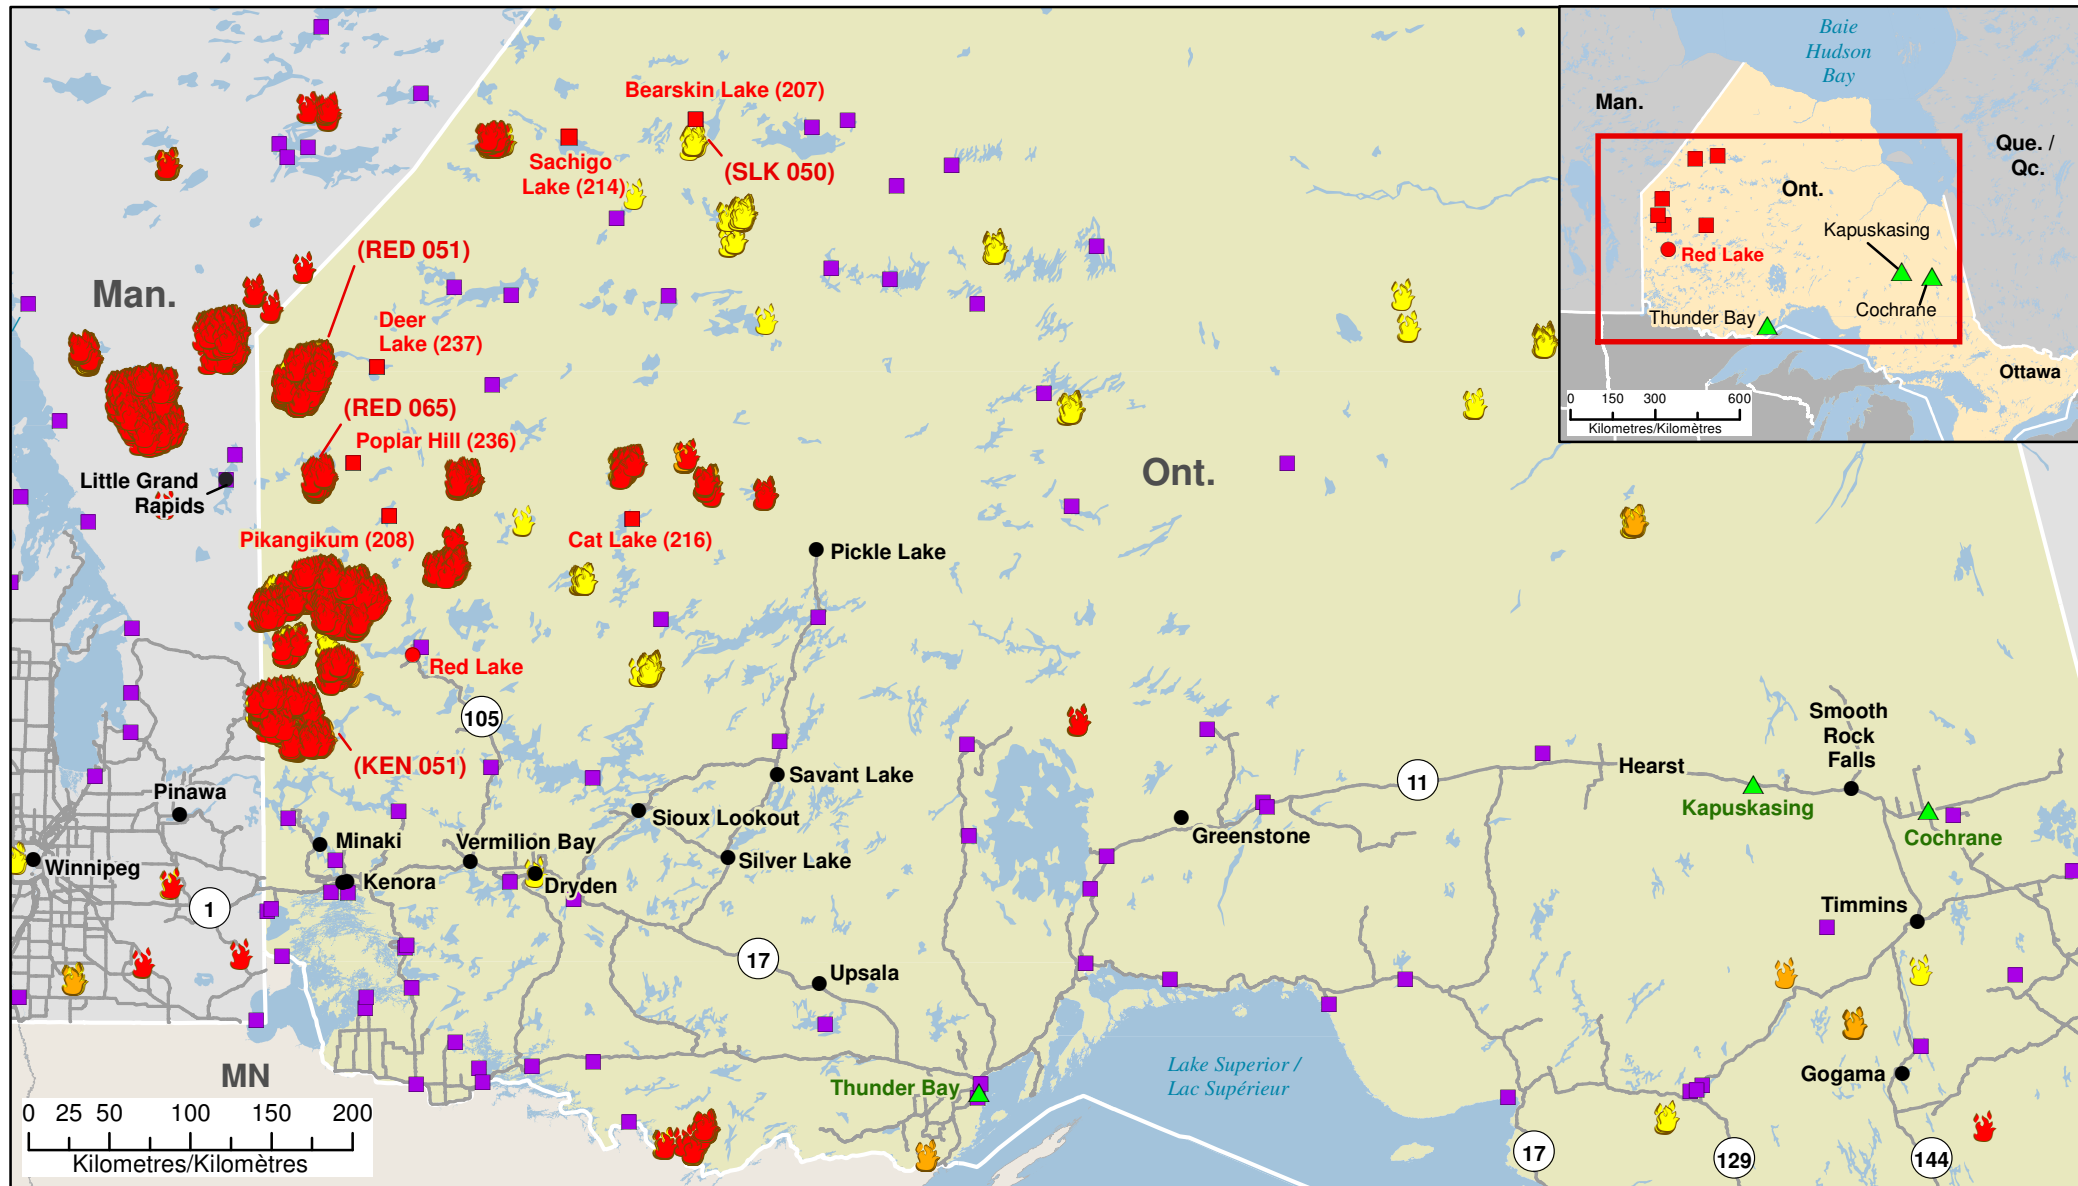 Bearskin Lake (207)
Sachigo
Lake (214)
(SLK 050)
(RED 051)
Man.
Deer
Lake (237)
(RED 065)
Poplar Hill (236)
Little Grand
Rapids
Ont.
Pikangikum (208)
Cat Lake (216)
Pickle Lake
Red Lake
105
(KEN 051)
Pinawa
Savant Lake
Sioux Lookout
Minaki
Vermilion Bay
Silver Lake
Winnipeg
Kenora
Dryden
1
17
Upsala
Greenstone
11
Hearst
Smooth
Rock
Falls
Kapuskasing
Cochrane
Timmins
Gogama
MN
Thunder Bay
Lake Superior /
Lac Supérieur
17
129
144
0 25 50 100 150 200
Kilometres/Kilomètres
Baie
Hudson
Bay
Man.
Que. /
Qc.
Ont.
Kapuskasing
Red Lake
Cochrane
Thunder Bay
Ottawa
0 150 300 600
Kilometres/Kilomètres